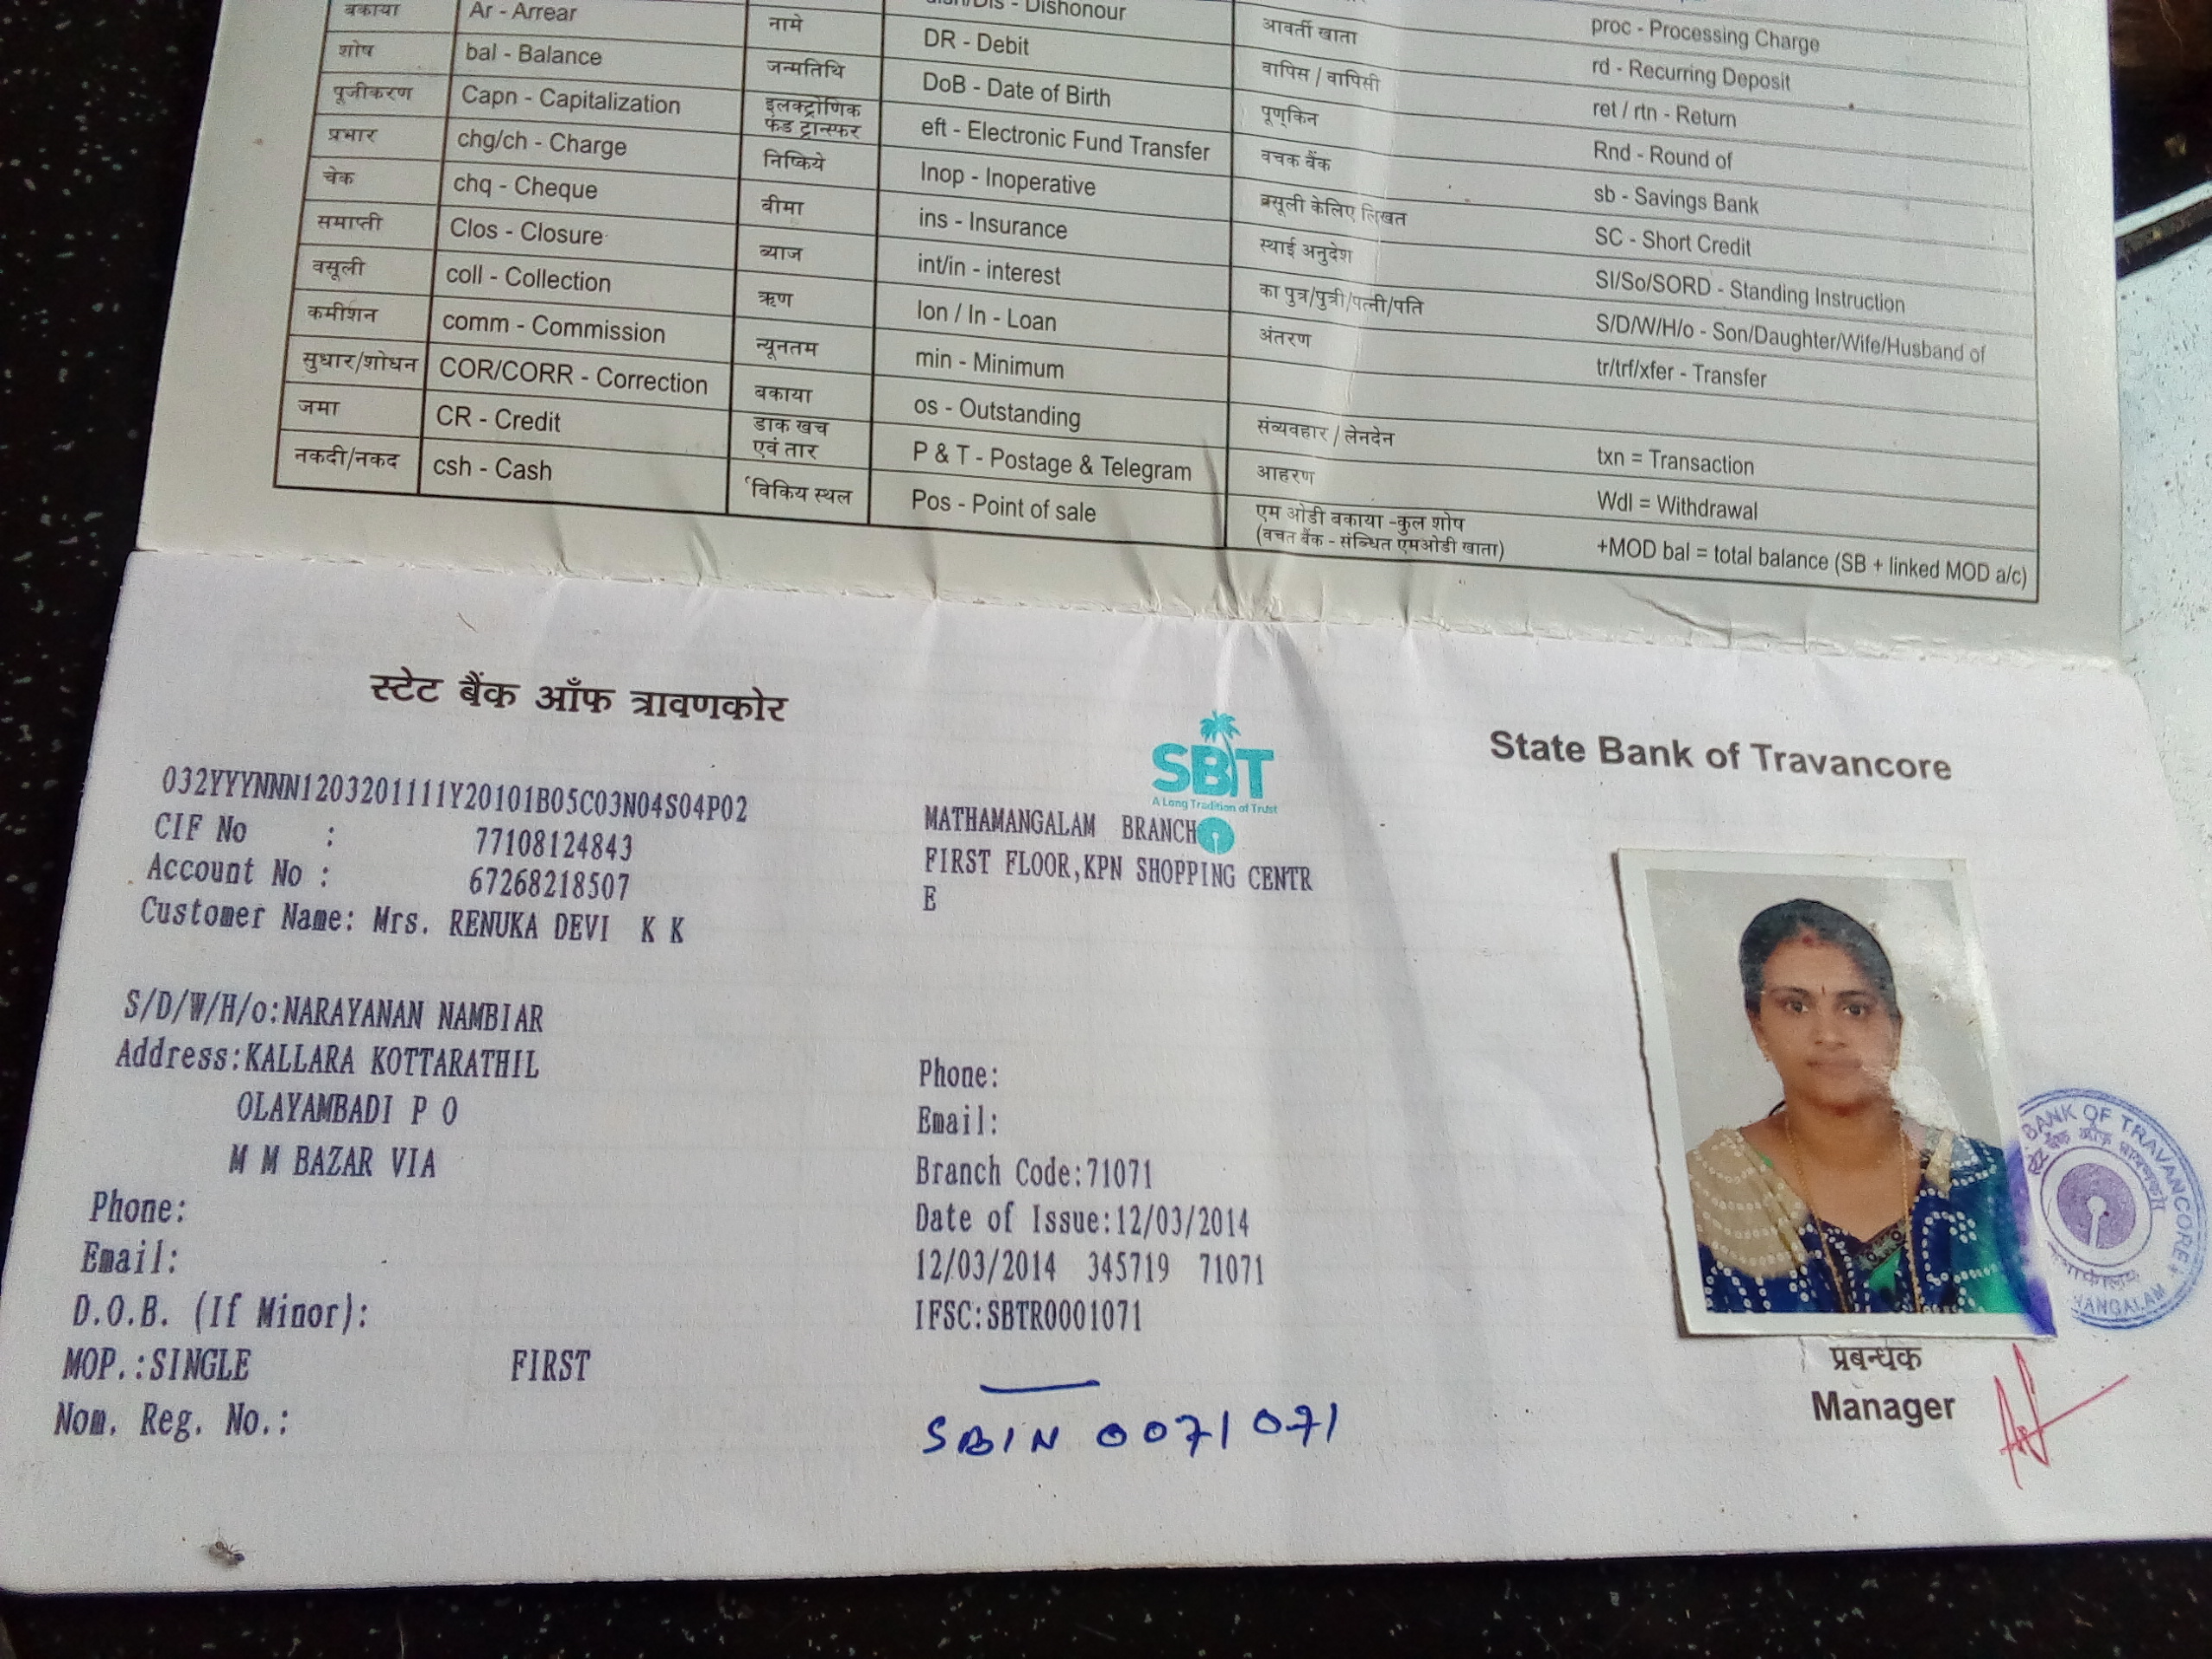 बकाया Ar - Arrear नामे Dishonour
शोष bal - Balance DR - Debit आवर्ती खाता proc - Processing Charge
पूजीकरण Capn - Capitalization जन्मतिथि DoB - Date of Birth वापिस / वापिसी rd - Recurring Deposit
प्रभार chg/ch - Charge इलक्ट्रोणिक फंड ट्रान्स्फर eft - Electronic Fund Transfer पूण्किन ret / rtn - Return
चेक chq - Cheque निष्किये Inop - Inoperative वचक बैंक Rnd - Round of
समाप्ती Clos - Closure बीमा ins - Insurance sb - Savings Bank
वसूली coll - Collection ब्याज int/in - interest केलिए लिखत SC - Short Credit
कमीशन comm - Commission ऋण lon / ln - Loan स्थाई अनुदेश SI/So/SORD - Standing Instruction
सुधार/शोधन COR/CORR - Correction न्यूनतम min - Minimum का पुत्र/पुत्री/पत्नी/पति S/D/W/H/o - Son/Daughter/Wife/Husband of
जमा CR - Credit बकाया os - Outstanding अंतरण tr/trf/xfer - Transfer
नकदी/नकद csh - Cash डाक खच एवं तार P & T - Postage & Telegram संव्यवहार / लेनदेन txn = Transaction
'विकिय स्थल Pos - Point of sale आहरण Wdl = Withdrawal
एम ओडी बकाया -कुल शोष
(वचत बैंक - संब्धित एमओडी खाता) +MOD bal = total balance (SB + linked MOD a/c)
स्टेट बैंक ऑफ त्रावणकोर
SBT
A Long Tradition of Trust
State Bank of Travancore
032YYYNNN1203201111Y20101B05C03N04S04P02
CIF No : 77108124843
Account No : 67268218507
Customer Name: Mrs. RENUKA DEVI K K
MATHAMANGALAM BRANCH
FIRST FLOOR,KPN SHOPPING CENTR
E
S/D/W/H/o:NARAYANAN NAMBIAR
Address:KALLARA KOTTARATHIL
OLAYAMBADI P O
M M BAZAR VIA
Phone:
Email:
D.O.B. (If Minor):
MOP.:SINGLE FIRST
Nom. Reg. No.:
Phone:
Email:
Branch Code:71071
Date of Issue:12/03/2014
12/03/2014 345719 71071
IFSC:SBTR0001071
SBIN 0071071
BANK OF TRAVANCORE
प्रबन्धक
Manager